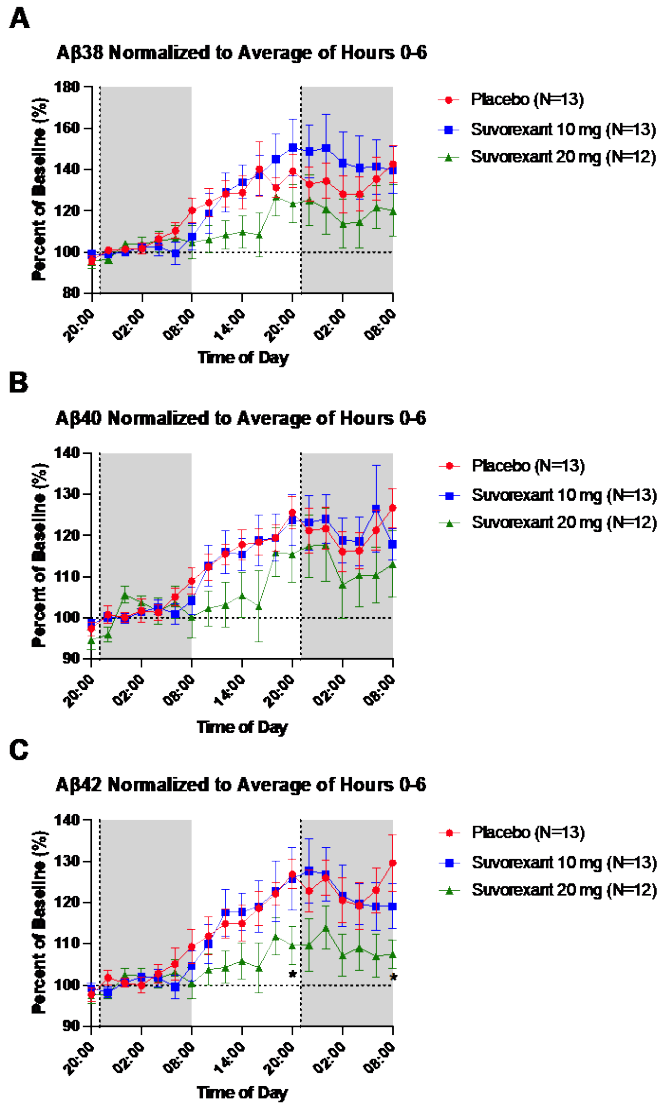 A
Aβ38 Normalized to Average of Hours 0-6
Percent of Baseline (%)
180
160
140
120
100
80
20:00
02:00
08:00
14:00
20:00
02:00
08:00
Time of Day
Placebo (N=13)
Suvorexant 10 mg (N=13)
Suvorexant 20 mg (N=12)
B
Aβ40 Normalized to Average of Hours 0-6
Percent of Baseline (%)
140
130
120
110
100
90
20:00
02:00
08:00
14:00
20:00
02:00
08:00
Time of Day
Placebo (N=13)
Suvorexant 10 mg (N=13)
Suvorexant 20 mg (N=12)
C
Aβ42 Normalized to Average of Hours 0-6
Percent of Baseline (%)
140
130
120
110
100
90
*
*
20:00
02:00
08:00
14:00
20:00
02:00
08:00
Time of Day
Placebo (N=13)
Suvorexant 10 mg (N=13)
Suvorexant 20 mg (N=12)